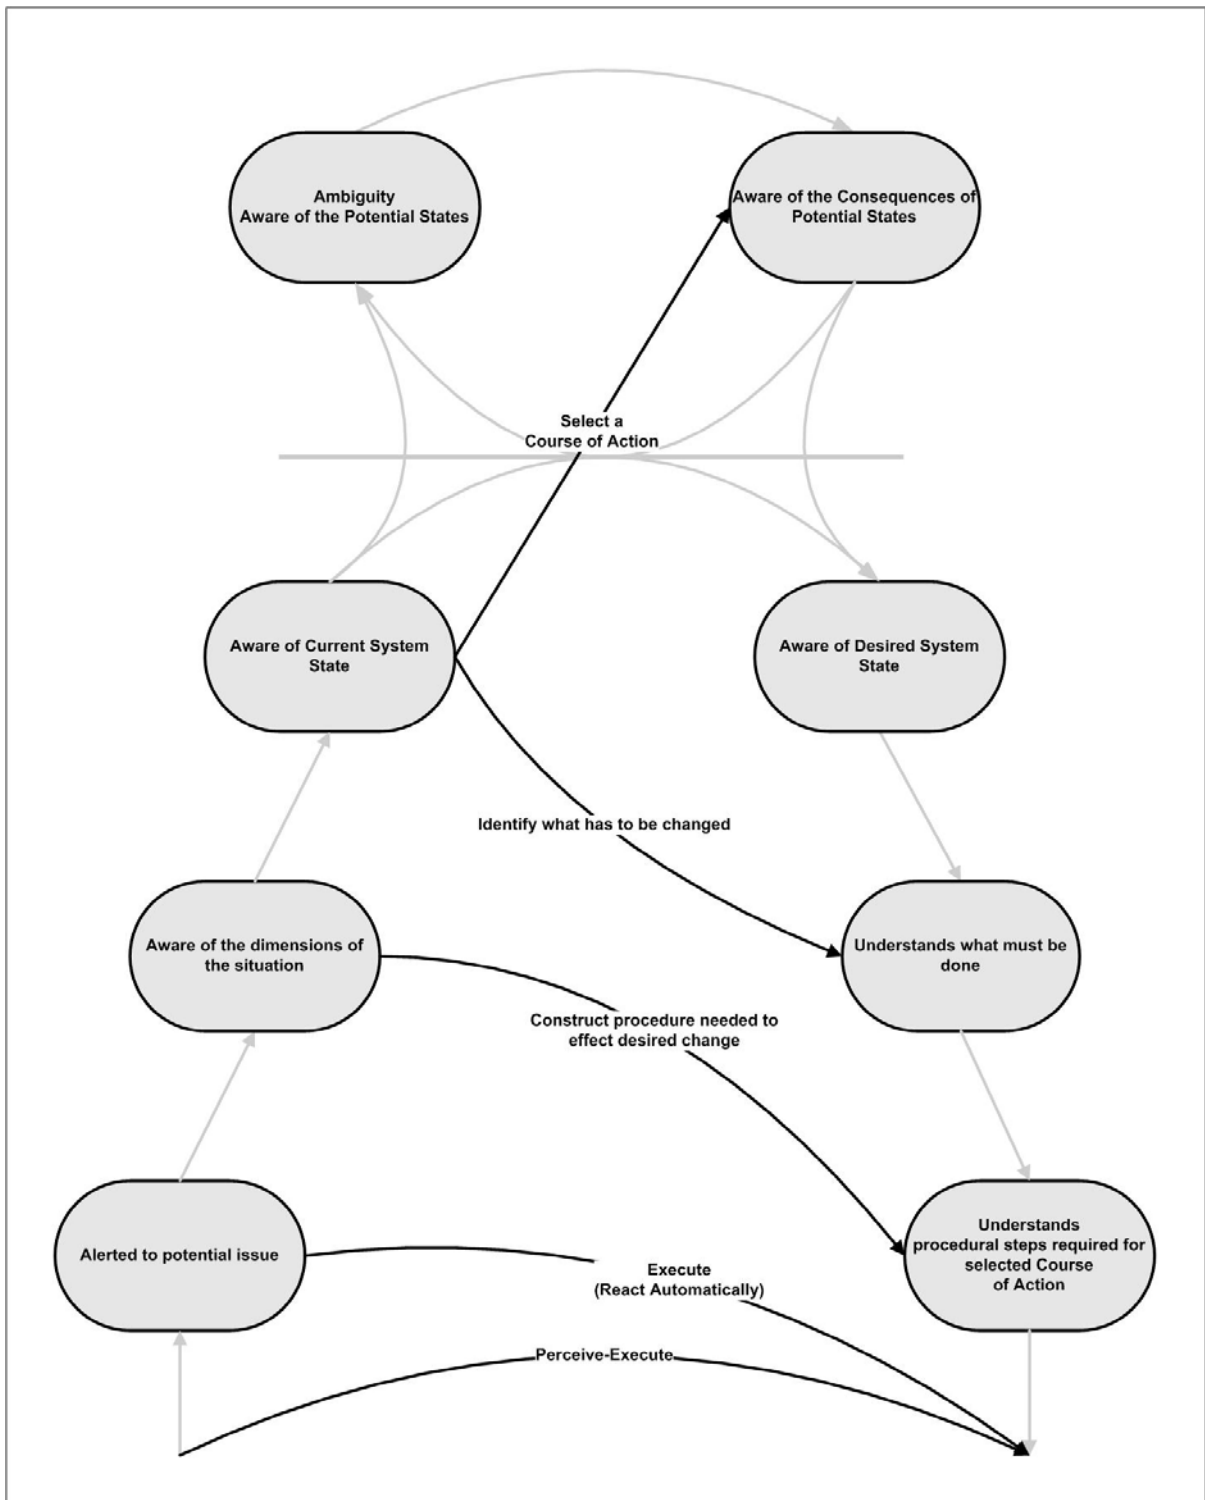 Ambiguity
Aware of the Potential States
Aware of the Consequences of
Potential States
Select a
Course of Action
Aware of Current System
State
Aware of Desired System
State
Identify what has to be changed
Aware of the dimensions of
the situation
Understands what must be
done
Construct procedure needed to
effect desired change
Alerted to potential issue
Understands
procedural steps required for
selected Course
of Action
Execute
(React Automatically)
Perceive-Execute